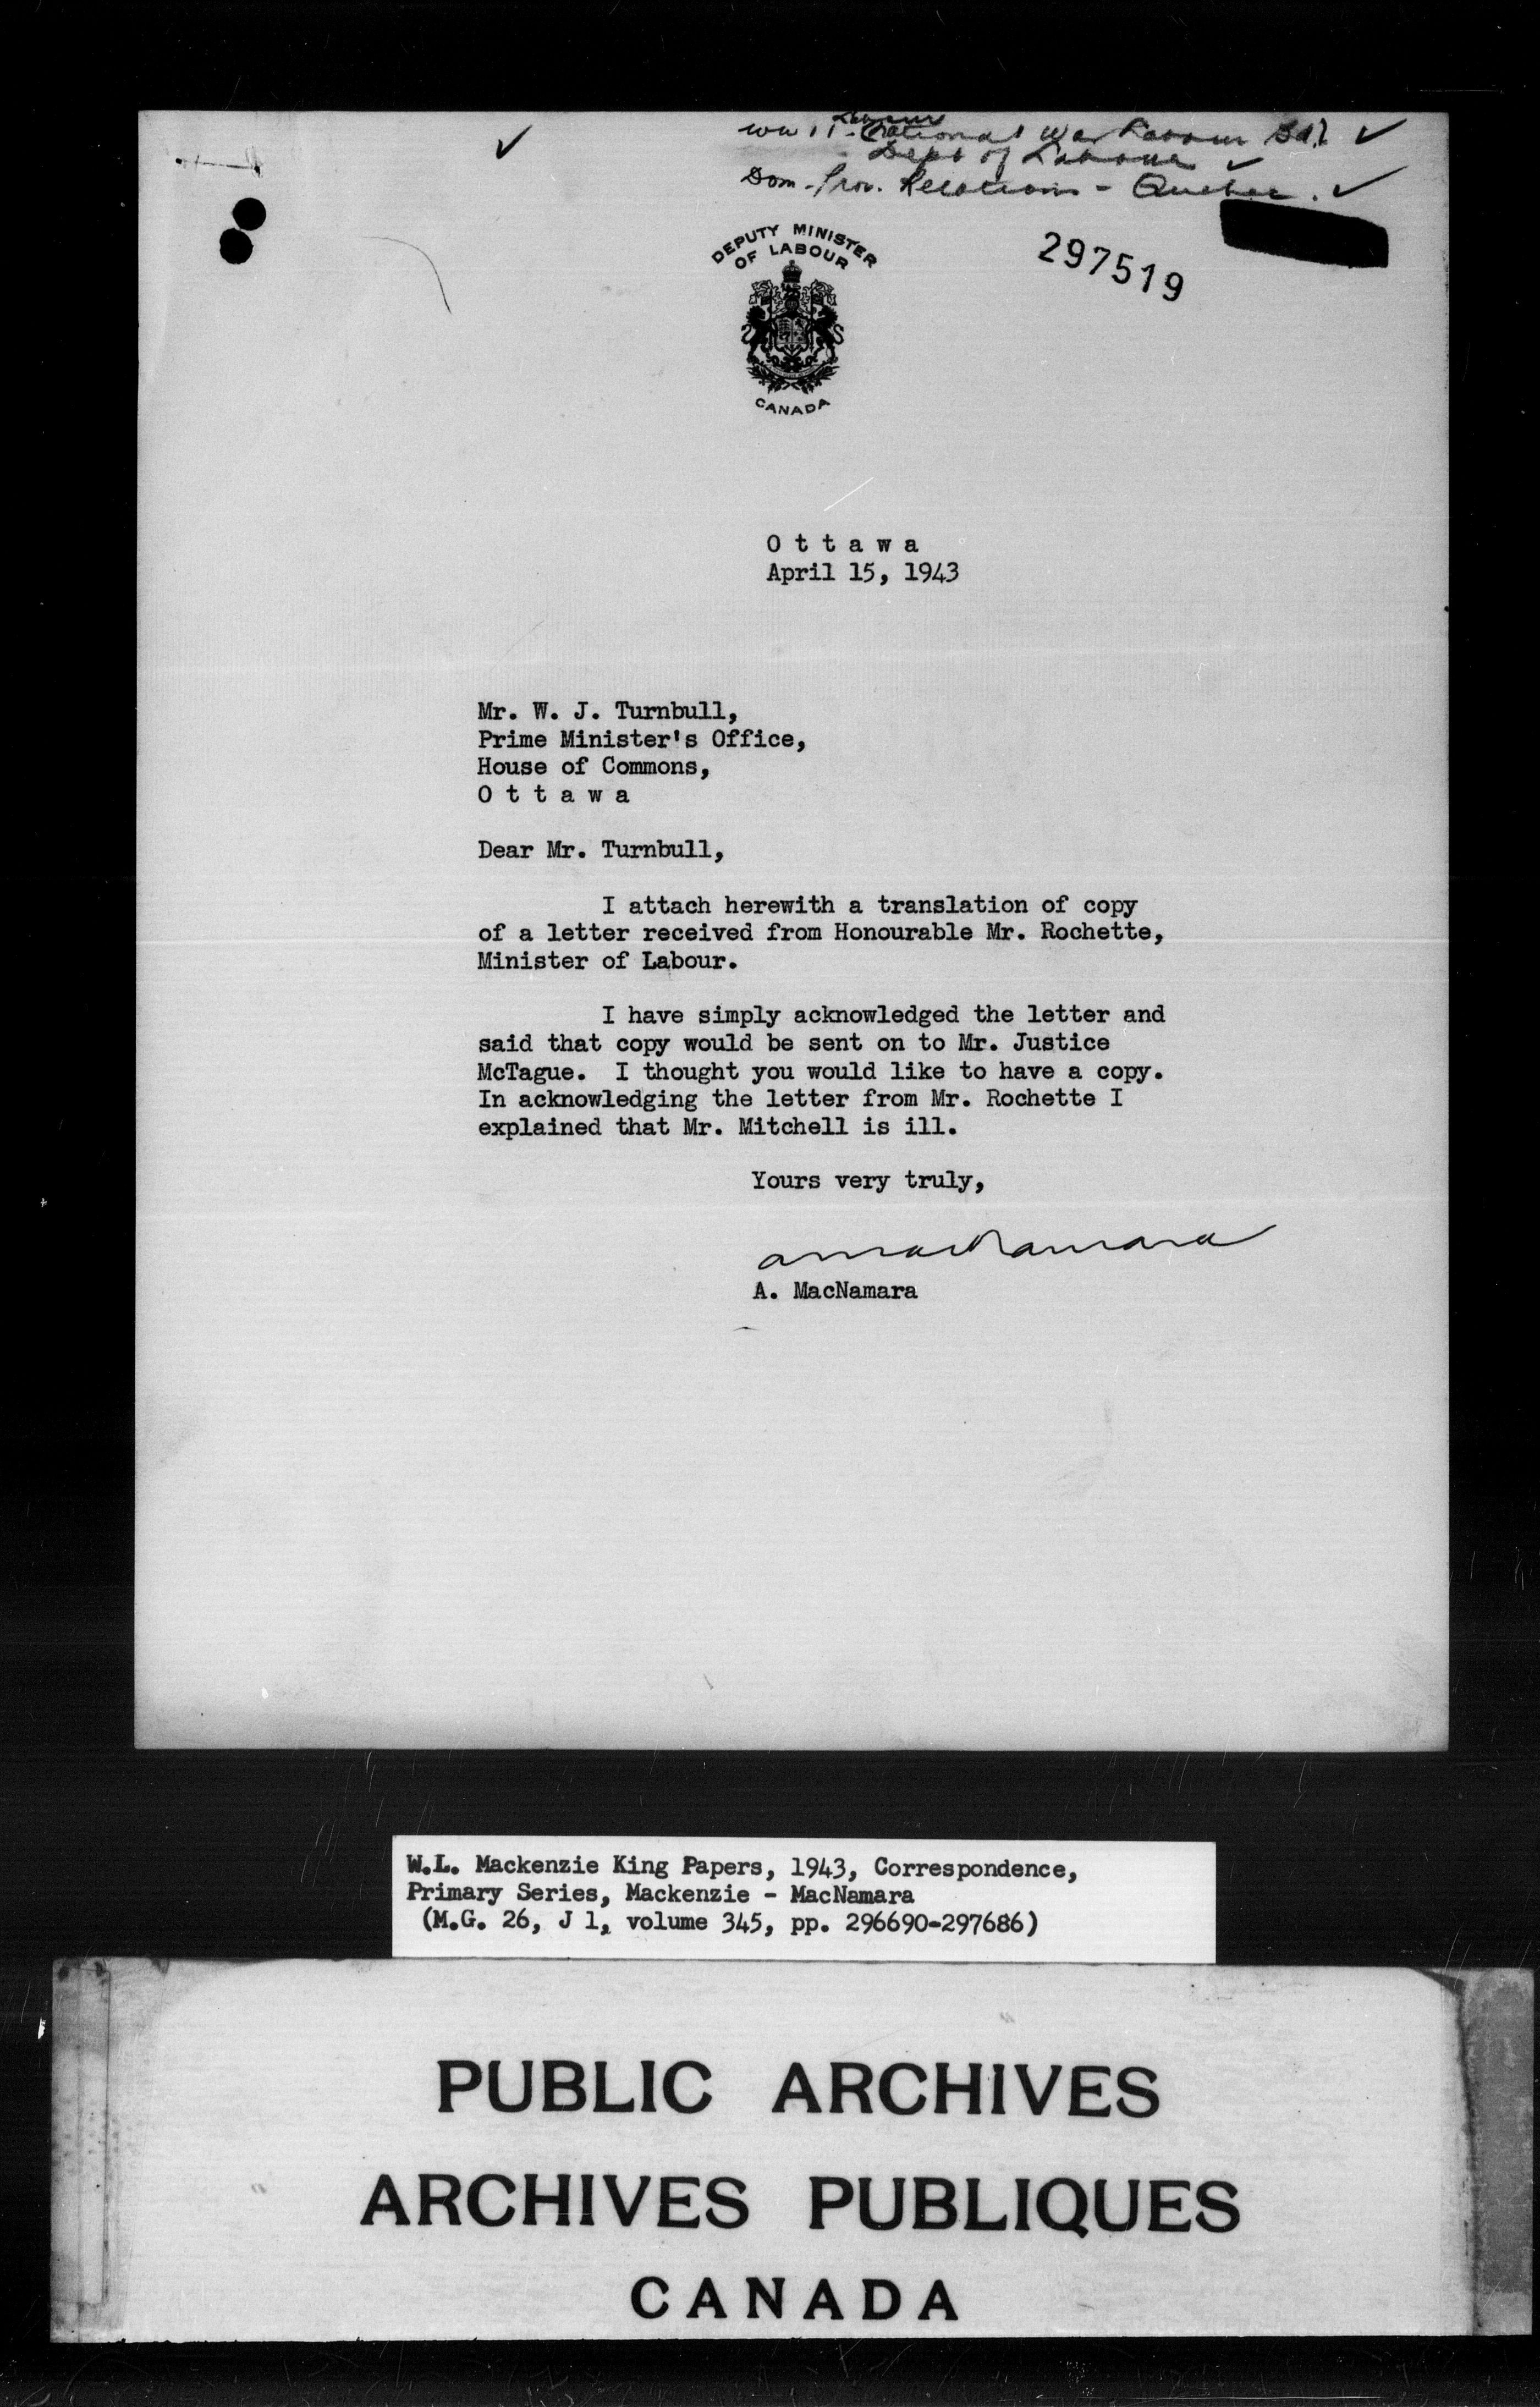 WW II - Labour
National War Labour Bd. ✓
Dept of Labour ✓
Dom-Prov. Relations - Quebec. ✓
DEPUTY MINISTER
OF LABOUR
CANADA
297519
O t t a w a
April 15, 1943
Mr. W. J. Turnbull,
Prime Minister's Office,
House of Commons,
O t t a w a
Dear Mr. Turnbull,
I attach herewith a translation of copy
of a letter received from Honourable Mr. Rochette,
Minister of Labour.
I have simply acknowledged the letter and
said that copy would be sent on to Mr. Justice
McTague. I thought you would like to have a copy.
In acknowledging the letter from Mr. Rochette I
explained that Mr. Mitchell is ill.
Yours very truly,
AMacNamara
A. MacNamara
W.L. Mackenzie King Papers, 1943, Correspondence,
Primary Series, Mackenzie - MacNamara
(M.G. 26, J 1, volume 345, pp. 296690-297686)
PUBLIC ARCHIVES
ARCHIVES PUBLIQUES
CANADA